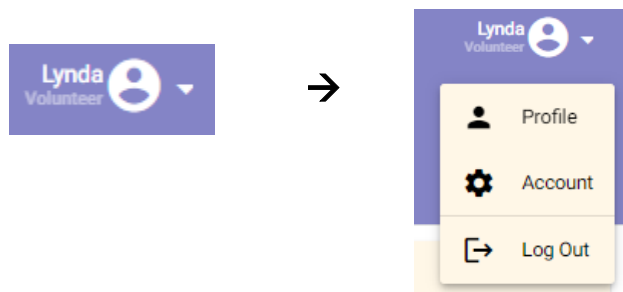 Lynda
Volunteer
Lynda
Volunteer
Profile
Account
Log Out